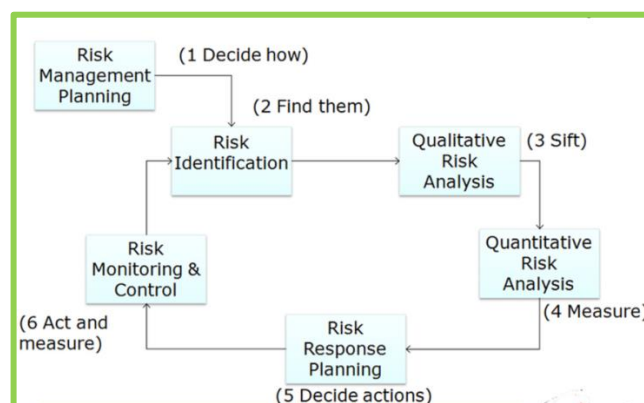 Risk
Management
Planning
(1 Decide how)
(2 Find them)
Risk
Identification
Qualitative
Risk
Analysis
(3 Sift)
Quantitative
Risk
Analysis
(4 Measure)
Risk
Response
Planning
(5 Decide actions)
Risk
Monitoring &
Control
(6 Act and
measure)